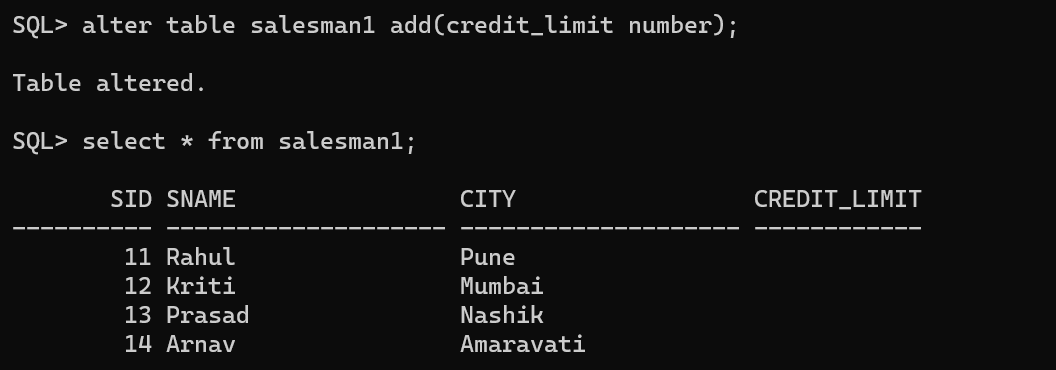 SQL> alter table salesman1 add(credit_limit number);
Table altered.
SQL> select * from salesman1;
       SID SNAME                CITY                 CREDIT_LIMIT
---------- -------------------- -------------------- ------------
        11 Rahul                Pune
        12 Kriti                Mumbai
        13 Prasad               Nashik
        14 Arnav                Amaravati